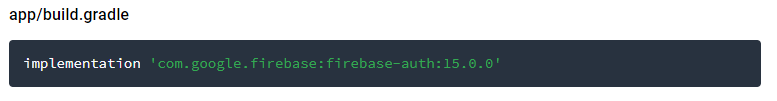 app/build.gradle
implementation 'com.google.firebase:firebase-auth:15.0.0'